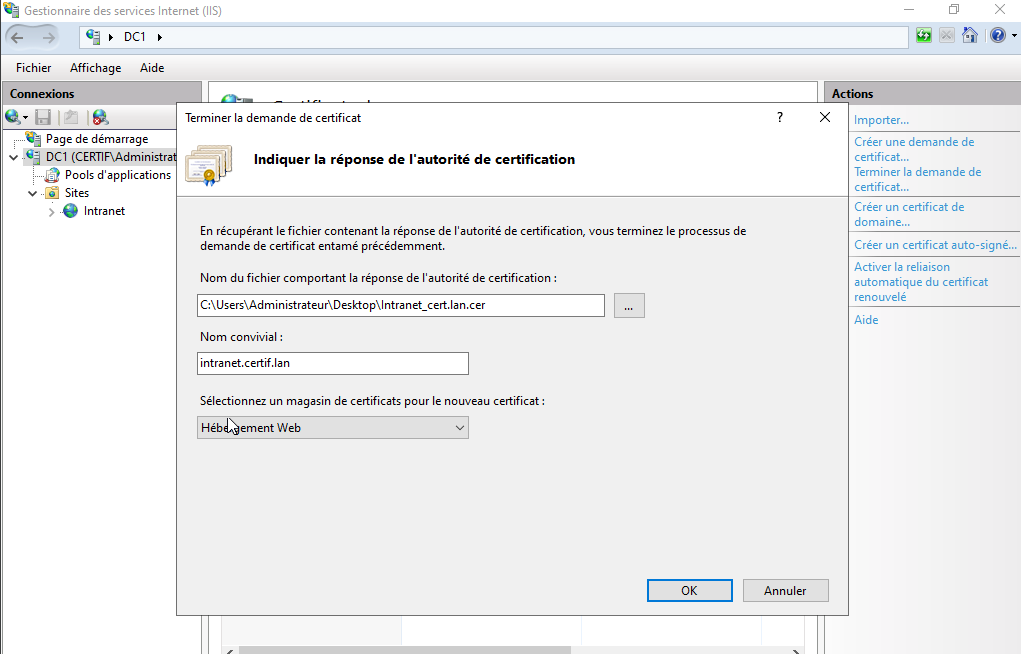 Gestionnaire des services Internet (IIS)
DC1
Fichier Affichage Aide
Connexions
Page de démarrage
DC1 (CERTIF\Administrat
Pools d'applications
Sites
Intranet
Terminer la demande de certificat
?
Indiquer la réponse de l'autorité de certification
En récupérant le fichier contenant la réponse de l'autorité de certification, vous terminez le processus de
demande de certificat entamé précédemment.
Nom du fichier comportant la réponse de l'autorité de certification :
C:\Users\Administrateur\Desktop\Intranet_cert.lan.cer
...
Nom convivial :
intranet.certif.lan
Sélectionnez un magasin de certificats pour le nouveau certificat :
Hébergement Web
OK
Annuler
Actions
Importer...
Créer une demande de
certificat...
Terminer la demande de
certificat...
Créer un certificat de
domaine...
Créer un certificat auto-signé...
Activer la reliaison
automatique du certificat
renouvelé
Aide